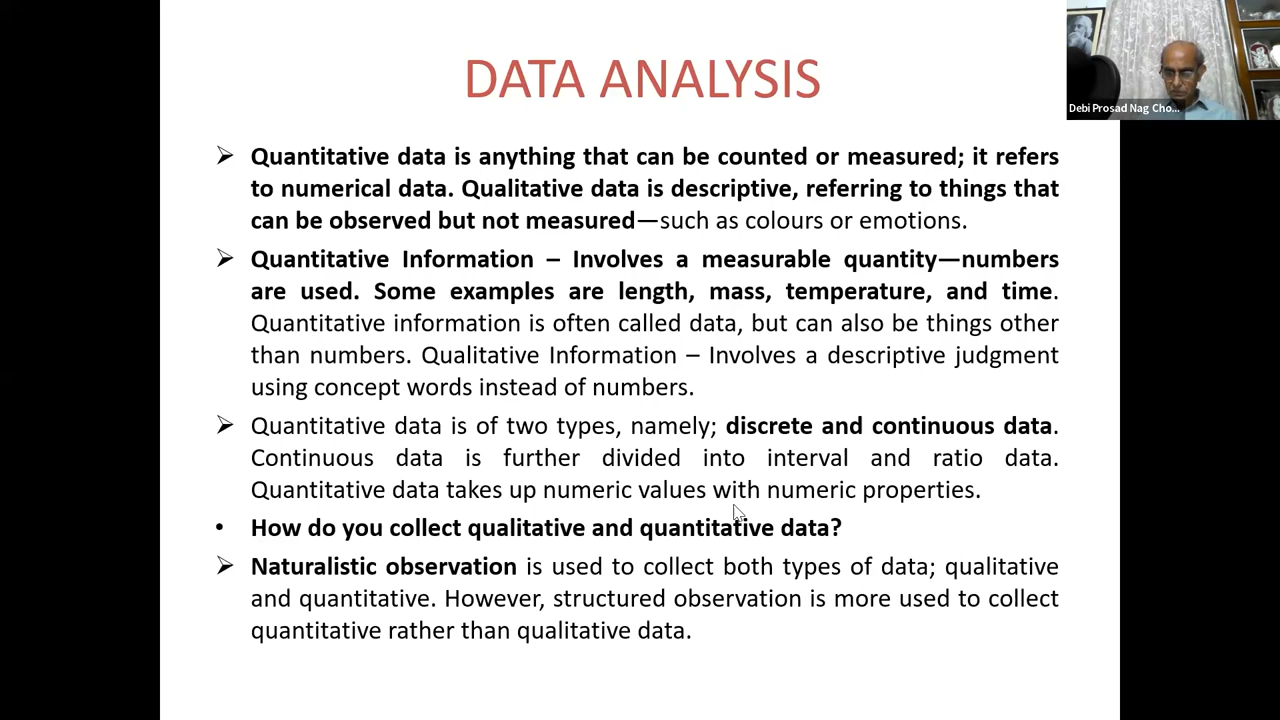 DATA ANALYSIS
Debi Prosad Nag Cho...
➢ Quantitative data is anything that can be counted or measured; it refers
to numerical data. Qualitative data is descriptive, referring to things that
can be observed but not measured—such as colours or emotions.
➢ Quantitative Information – Involves a measurable quantity—numbers
are used. Some examples are length, mass, temperature, and time.
Quantitative information is often called data, but can also be things other
than numbers. Qualitative Information – Involves a descriptive judgment
using concept words instead of numbers.
➢ Quantitative data is of two types, namely; discrete and continuous data.
Continuous data is further divided into interval and ratio data.
Quantitative data takes up numeric values with numeric properties.
• How do you collect qualitative and quantitative data?
➢ Naturalistic observation is used to collect both types of data; qualitative
and quantitative. However, structured observation is more used to collect
quantitative rather than qualitative data.